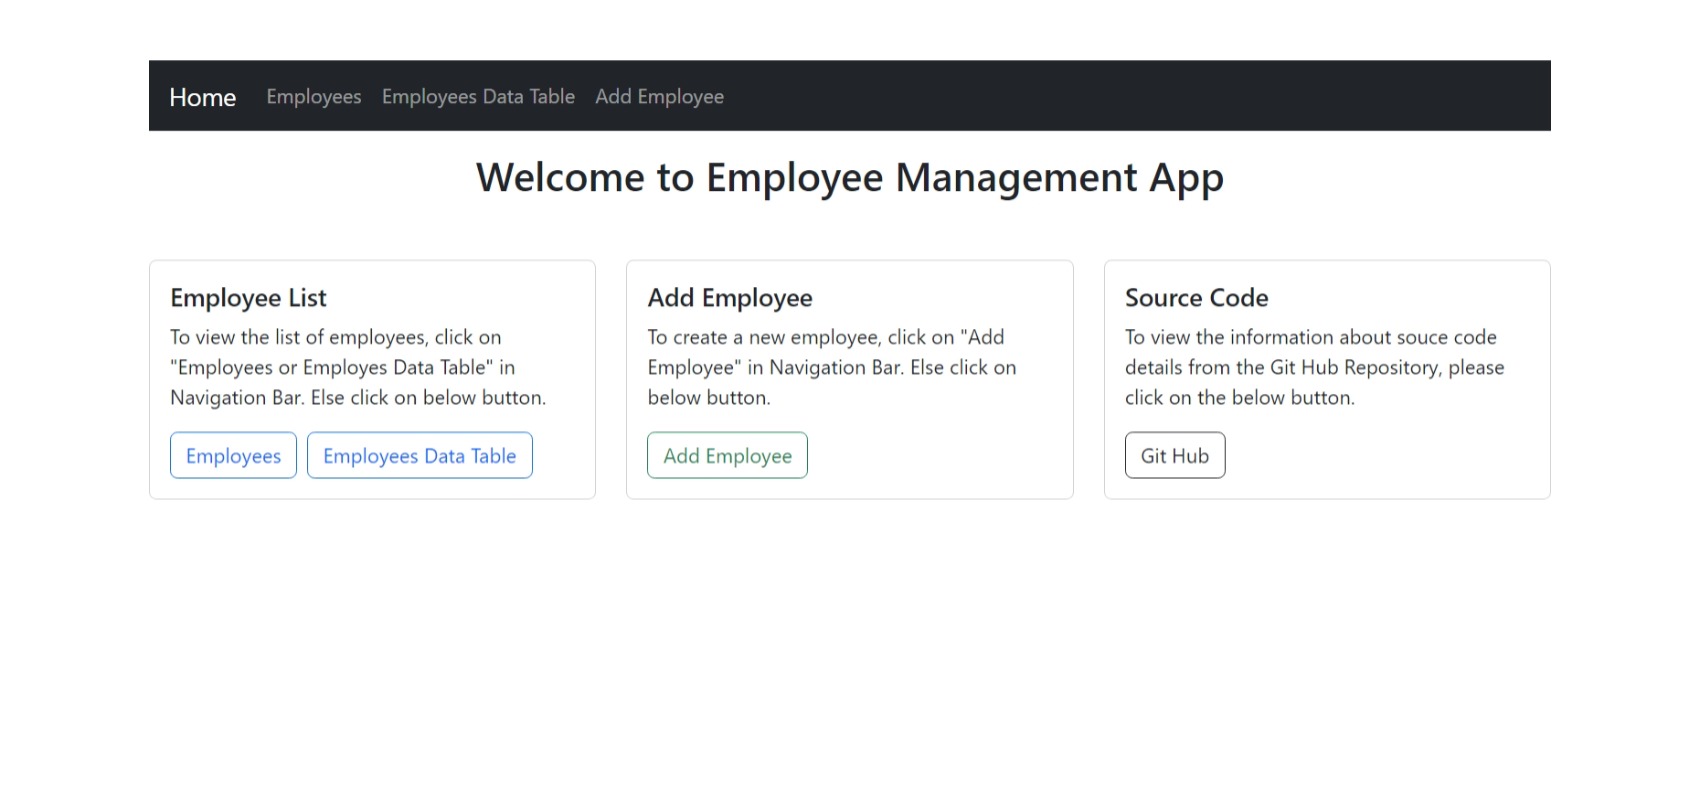 Home Employees Employees Data Table Add Employee
Welcome to Employee Management App
Employee List
To view the list of employees, click on
"Employees or Employes Data Table" in
Navigation Bar. Else click on below button.
Employees Employees Data Table
Add Employee
To create a new employee, click on "Add
Employee" in Navigation Bar. Else click on
below button.
Add Employee
Source Code
To view the information about souce code
details from the Git Hub Repository, please
click on the below button.
Git Hub